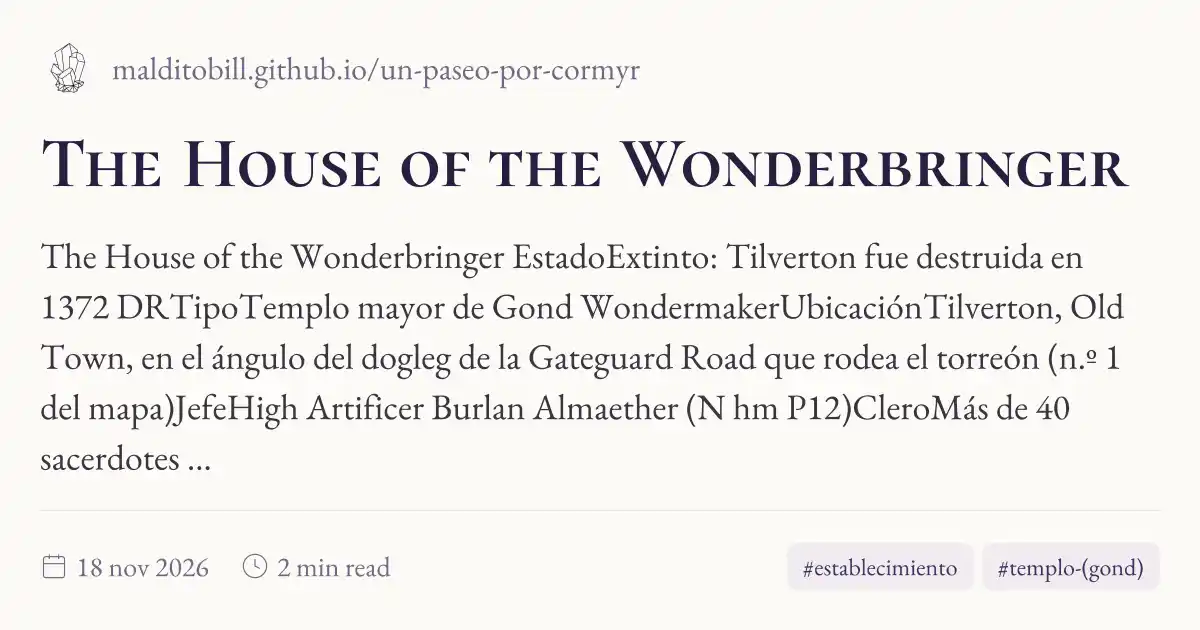 malditobill.github.io/un-paseo-por-cormyr
The House of the Wonderbringer
The House of the Wonderbringer EstadoExtinto: Tilverton fue destruida en
1372 DRTipoTemplo mayor de Gond WondermakerUbicaciónTilverton, Old
Town, en el ángulo del dogleg de la Gateguard Road que rodea el torreón (n.º 1
del mapa)JefeHigh Artificer Burlan Almaether (N hm P12)CleroMás de 40
sacerdotes ...
18 nov 2026 2 min read #establecimiento #templo-(gond)